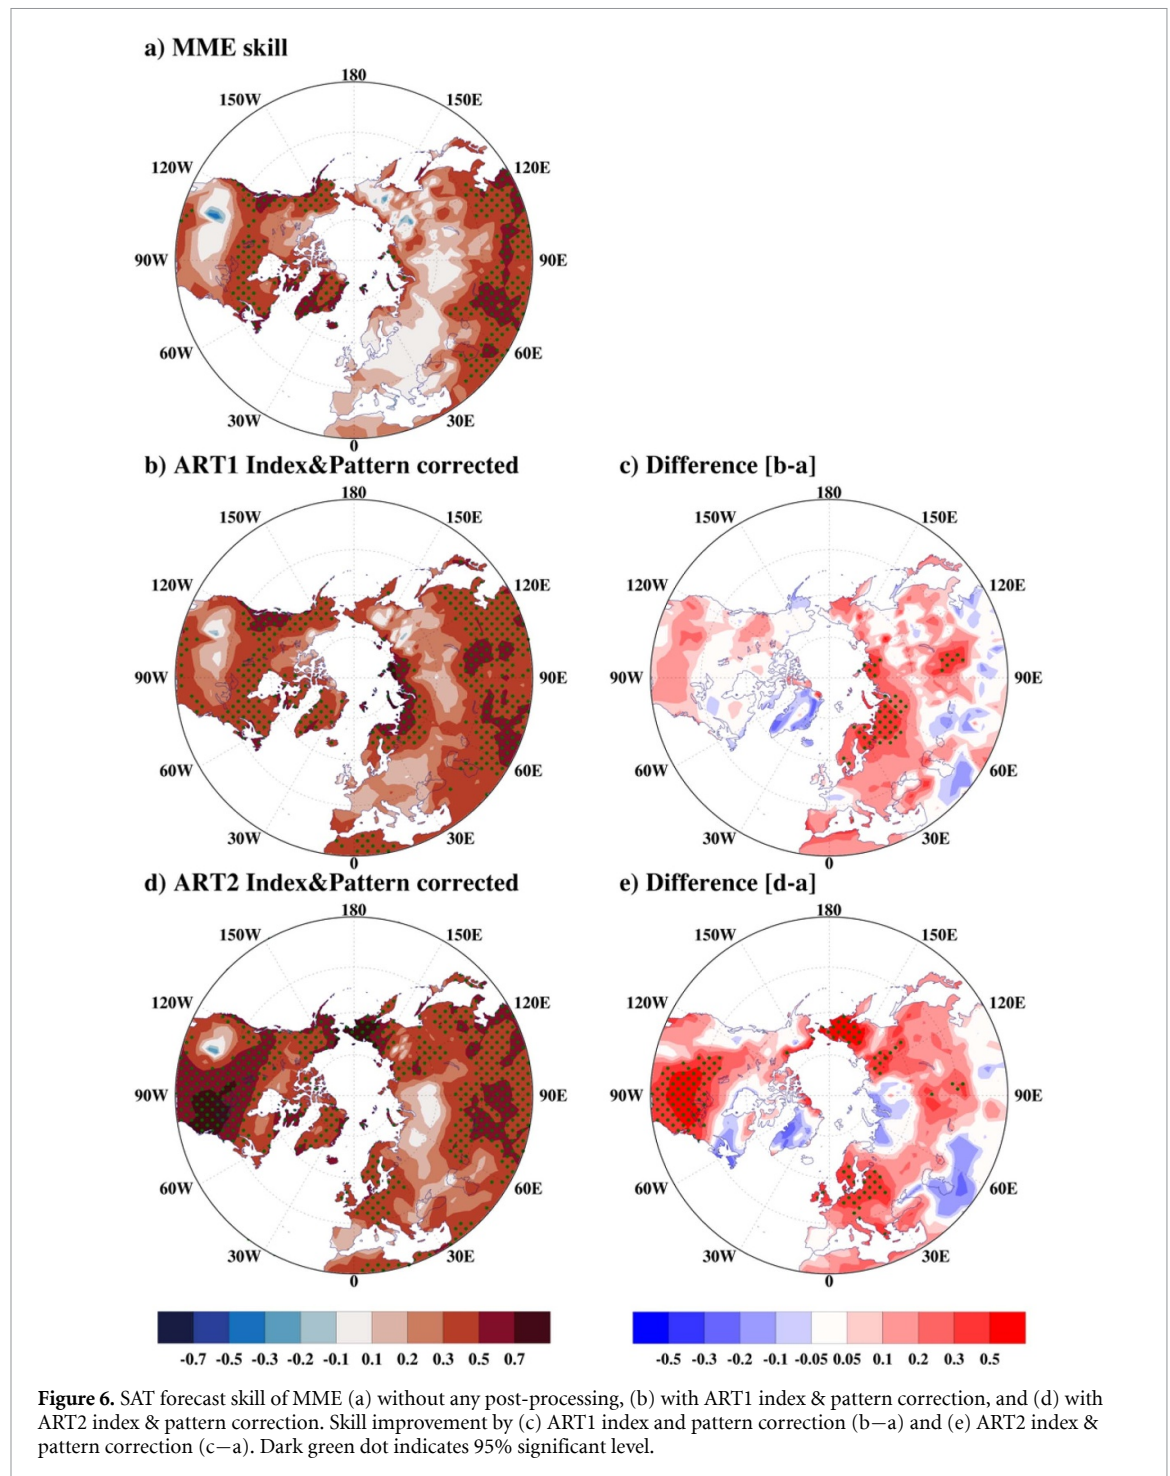 a) MME skill
180
150W
150E
120W
120E
90W
90E
60W
60E
30W
30E
0
b) ART1 Index&Pattern corrected
c) Difference [b-a]
180
150W
150E
120W
120E
90W
90E
60W
60E
30W
30E
0
180
150W
150E
120W
120E
90W
90E
60W
60E
30W
30E
0
d) ART2 Index&Pattern corrected
e) Difference [d-a]
180
150W
150E
120W
120E
90W
90E
60W
60E
30W
30E
0
180
150W
150E
120W
120E
90W
90E
60W
60E
30W
30E
0
-0.7 -0.5 -0.3 -0.2 -0.1 0.1 0.2 0.3 0.5 0.7
-0.5 -0.3 -0.2 -0.1 -0.05 0.05 0.1 0.2 0.3 0.5
Figure 6. SAT forecast skill of MME (a) without any post-processing, (b) with ART1 index & pattern correction, and (d) with
ART2 index & pattern correction. Skill improvement by (c) ART1 index and pattern correction (b−a) and (e) ART2 index &
pattern correction (c−a). Dark green dot indicates 95% significant level.